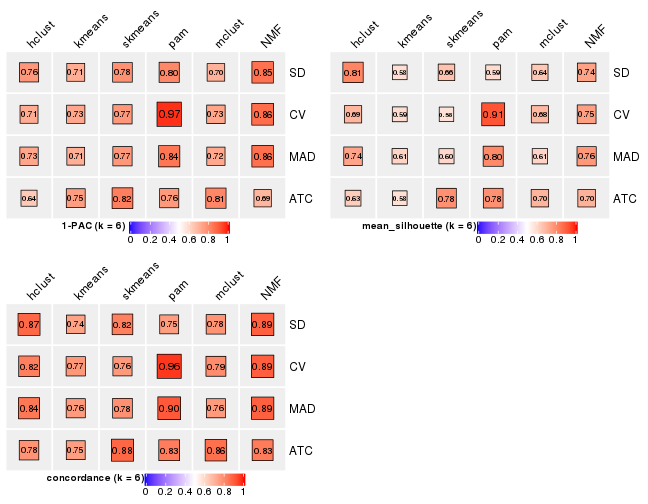 hclust kmeans skmeans pam mclust NMF
0.76 0.71 0.78 0.80 0.70 0.85 SD
0.71 0.73 0.77 0.97 0.73 0.86 CV
0.73 0.71 0.77 0.84 0.72 0.86 MAD
0.64 0.75 0.82 0.76 0.81 0.69 ATC
1-PAC (k = 6)
0 0.2 0.4 0.6 0.8 1
hclust kmeans skmeans pam mclust NMF
0.81 0.58 0.66 0.59 0.64 0.74 SD
0.69 0.59 0.58 0.91 0.68 0.75 CV
0.74 0.61 0.60 0.80 0.61 0.76 MAD
0.63 0.58 0.78 0.78 0.70 0.70 ATC
mean_silhouette (k = 6)
0 0.2 0.4 0.6 0.8 1
hclust kmeans skmeans pam mclust NMF
0.87 0.74 0.82 0.75 0.78 0.89 SD
0.82 0.77 0.76 0.96 0.79 0.89 CV
0.84 0.76 0.78 0.90 0.76 0.89 MAD
0.78 0.75 0.88 0.83 0.86 0.83 ATC
concordance (k = 6)
0 0.2 0.4 0.6 0.8 1